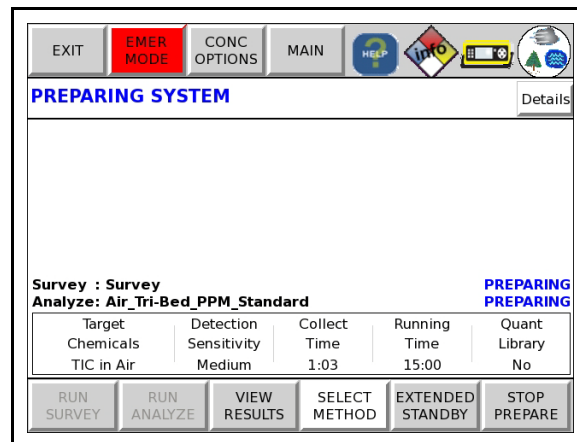 EXIT
EMER
MODE
CONC
OPTIONS
MAIN
HELP
info
PREPARING SYSTEM
Details
Survey : Survey PREPARING
Analyze: Air_Tri-Bed_PPM_Standard PREPARING
Target Detection Collect Running Quant
Chemicals Sensitivity Time Time Library
TIC in Air Medium 1:03 15:00 No
RUN
SURVEY
RUN
ANALYZE
VIEW
RESULTS
SELECT
METHOD
EXTENDED
STANDBY
STOP
PREPARE